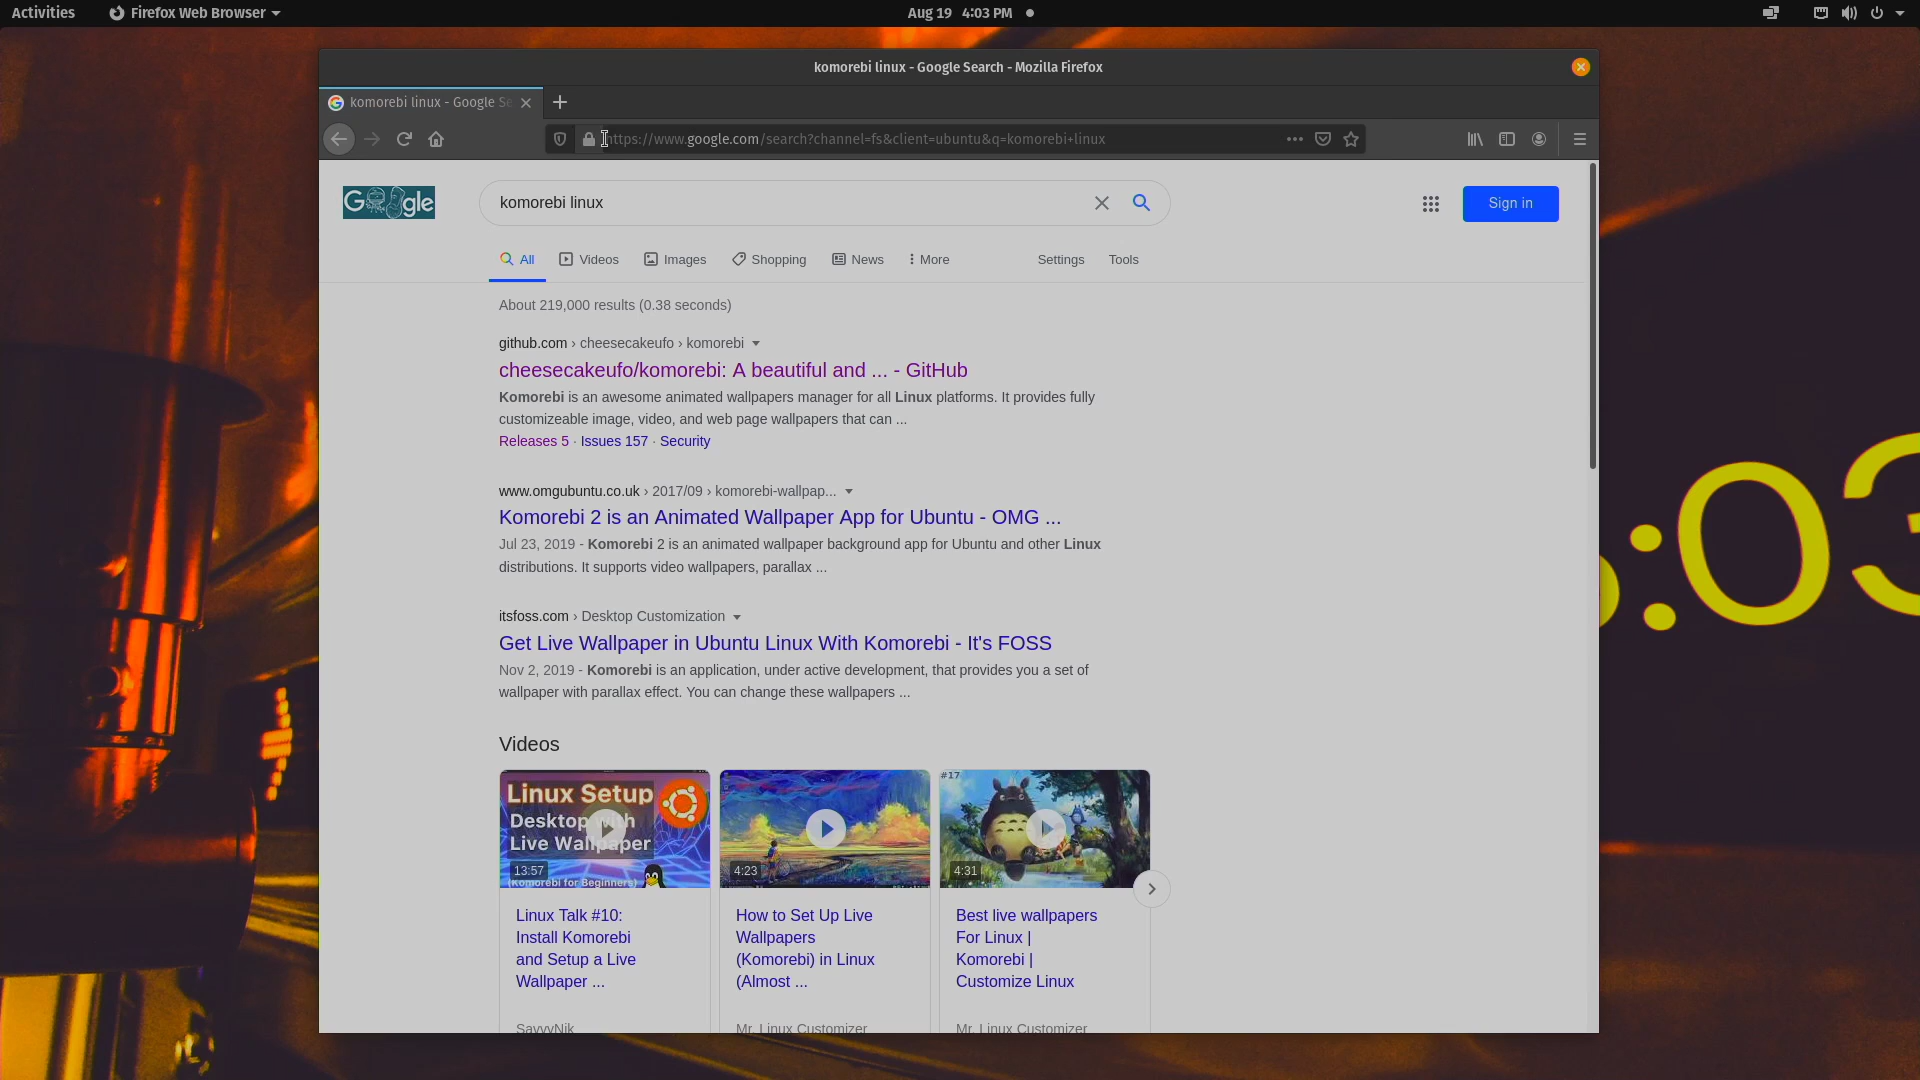 Activities
Firefox Web Browser
Aug 19 4:03 PM
komorebi linux - Google Search - Mozilla Firefox
komorebi linux - Google Se
https://www.google.com/search?channel=fs&client=ubuntu&q=komorebi+linux
Google
komorebi linux
Sign in
All
Videos
Images
Shopping
News
More
Settings
Tools
About 219,000 results (0.38 seconds)
github.com › cheesecakeufo › komorebi
cheesecakeufo/komorebi: A beautiful and ... - GitHub
Komorebi is an awesome animated wallpapers manager for all Linux platforms. It provides fully
customizeable image, video, and web page wallpapers that can ...
Releases 5 · Issues 157 · Security
www.omgubuntu.co.uk › 2017/09 › komorebi-wallpap...
Komorebi 2 is an Animated Wallpaper App for Ubuntu - OMG ...
Jul 23, 2019 - Komorebi 2 is an animated wallpaper background app for Ubuntu and other Linux
distributions. It supports video wallpapers, parallax ...
:03
itsfoss.com › Desktop Customization
Get Live Wallpaper in Ubuntu Linux With Komorebi - It's FOSS
Nov 2, 2019 - Komorebi is an application, under active development, that provides you a set of
wallpaper with parallax effect. You can change these wallpapers ...
Videos
Linux Setup
Desktop with
Live Wallpaper
13:57
(Komorebi for Beginners)
4:23
#17
4:31
Linux Talk #10:
Install Komorebi
and Setup a Live
Wallpaper ...
SavvyNik
How to Set Up Live
Wallpapers
(Komorebi) in Linux
(Almost ...
Mr. Linux Customizer
Best live wallpapers
For Linux |
Komorebi |
Customize Linux
Mr. Linux Customizer